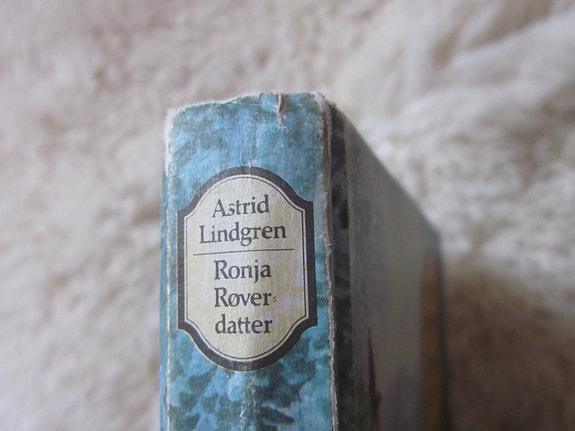 Astrid
Lindgren
Ronja
Røver-
datter